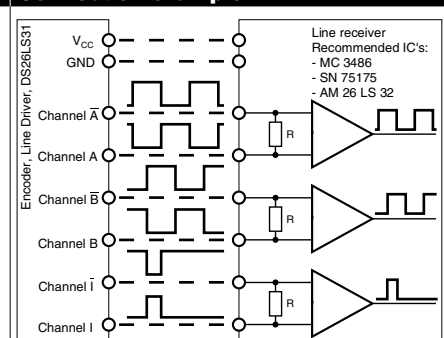 Encoder, Line Driver, DS26LS31
VCC
GND
Channel A̅
Channel A
Channel B̅
Channel B
Channel I̅
Channel I
Line receiver
Recommended IC's:
- MC 3486
- SN 75175
- AM 26 LS 32
R
R
R